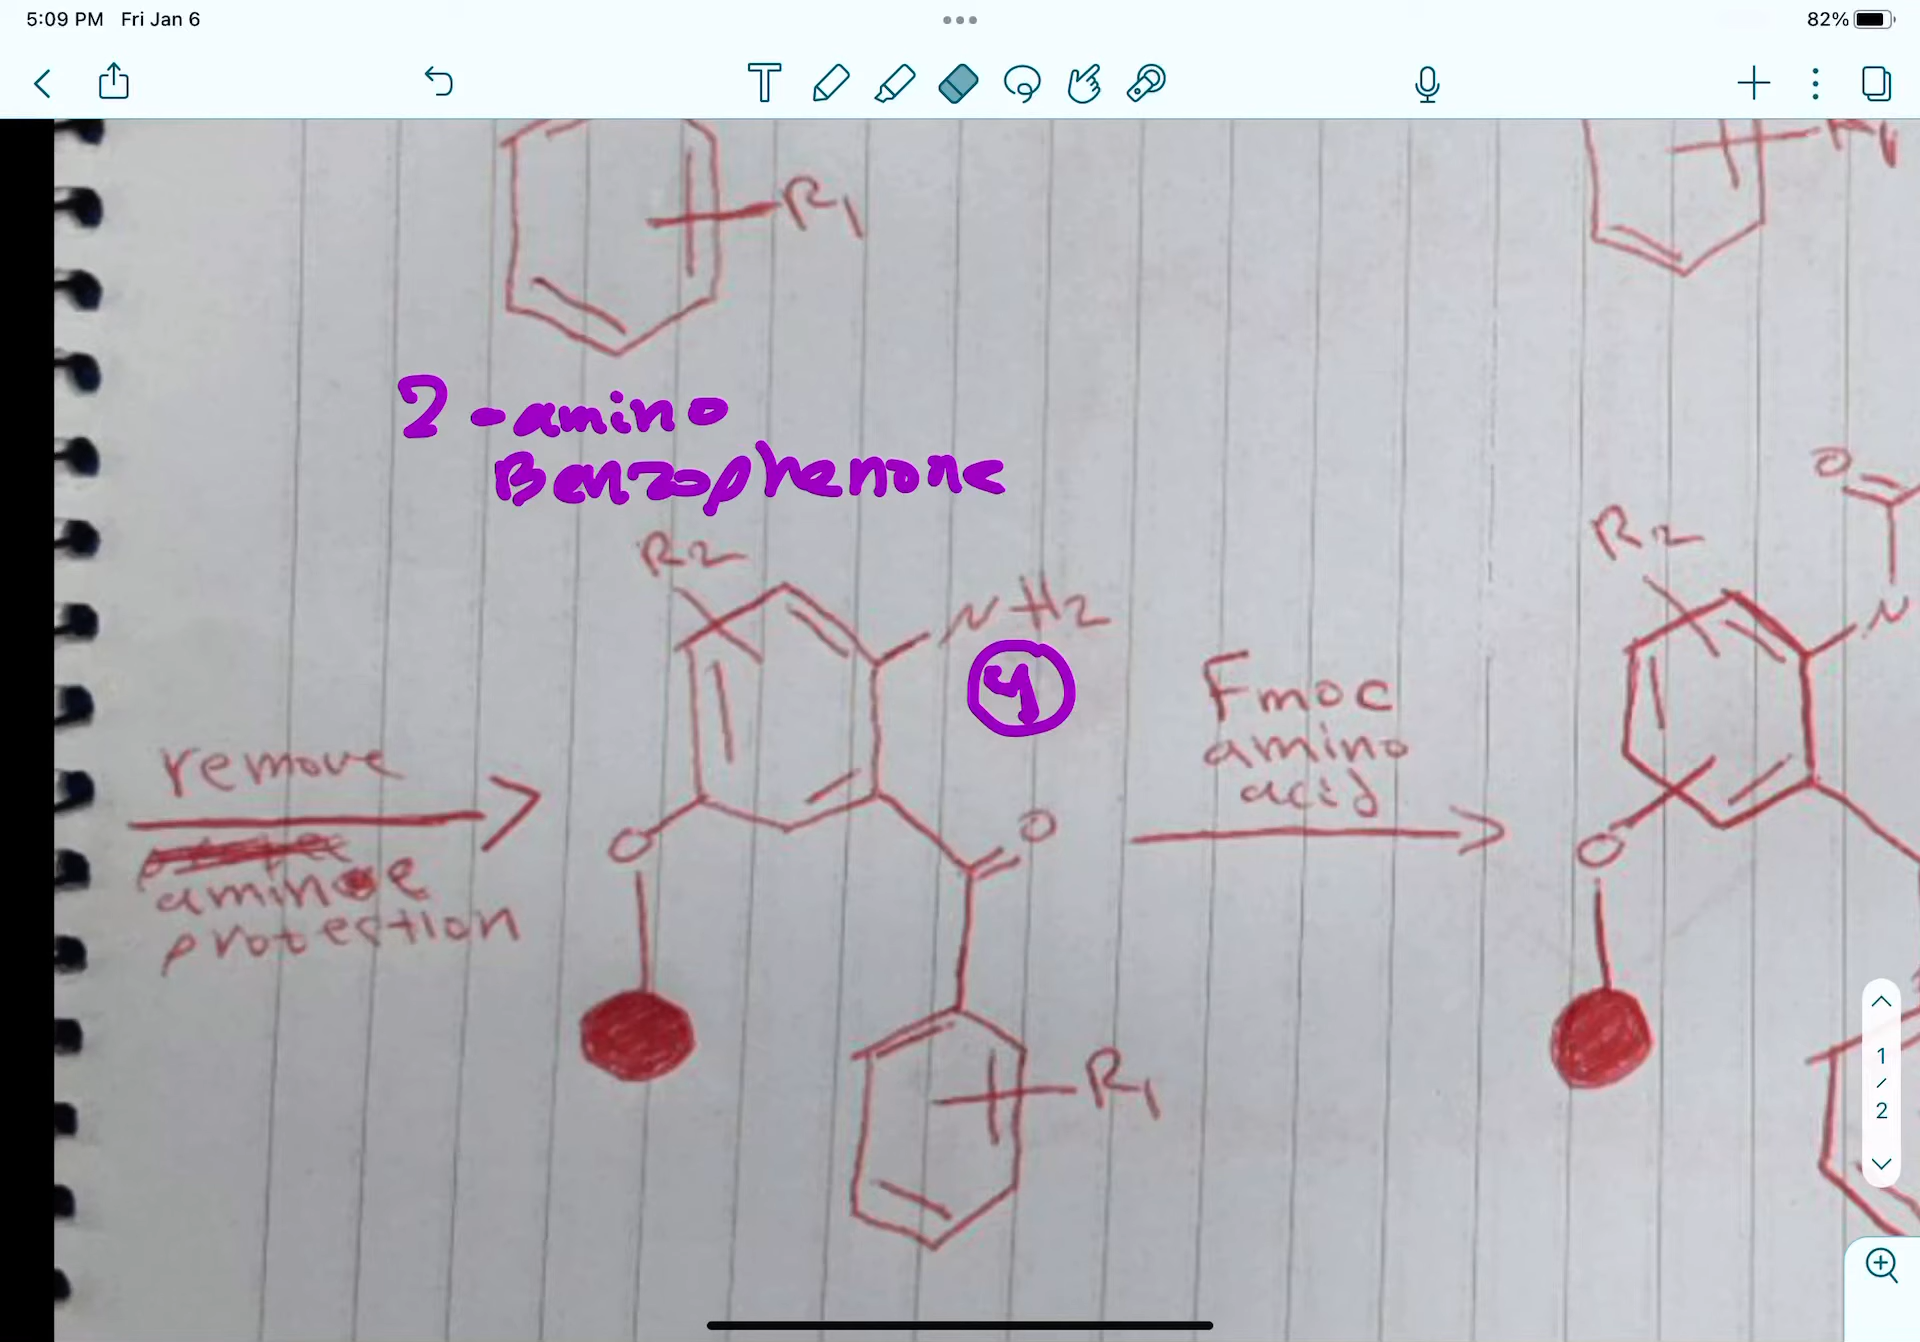 5:09 PM Fri Jan 6
82%
R1
2-amino
Benzophenone
R2
NH2
4
O
O
R1
remove
amine
protection
Fmoc
amino
acid
O
R2
N
O
1
/
2